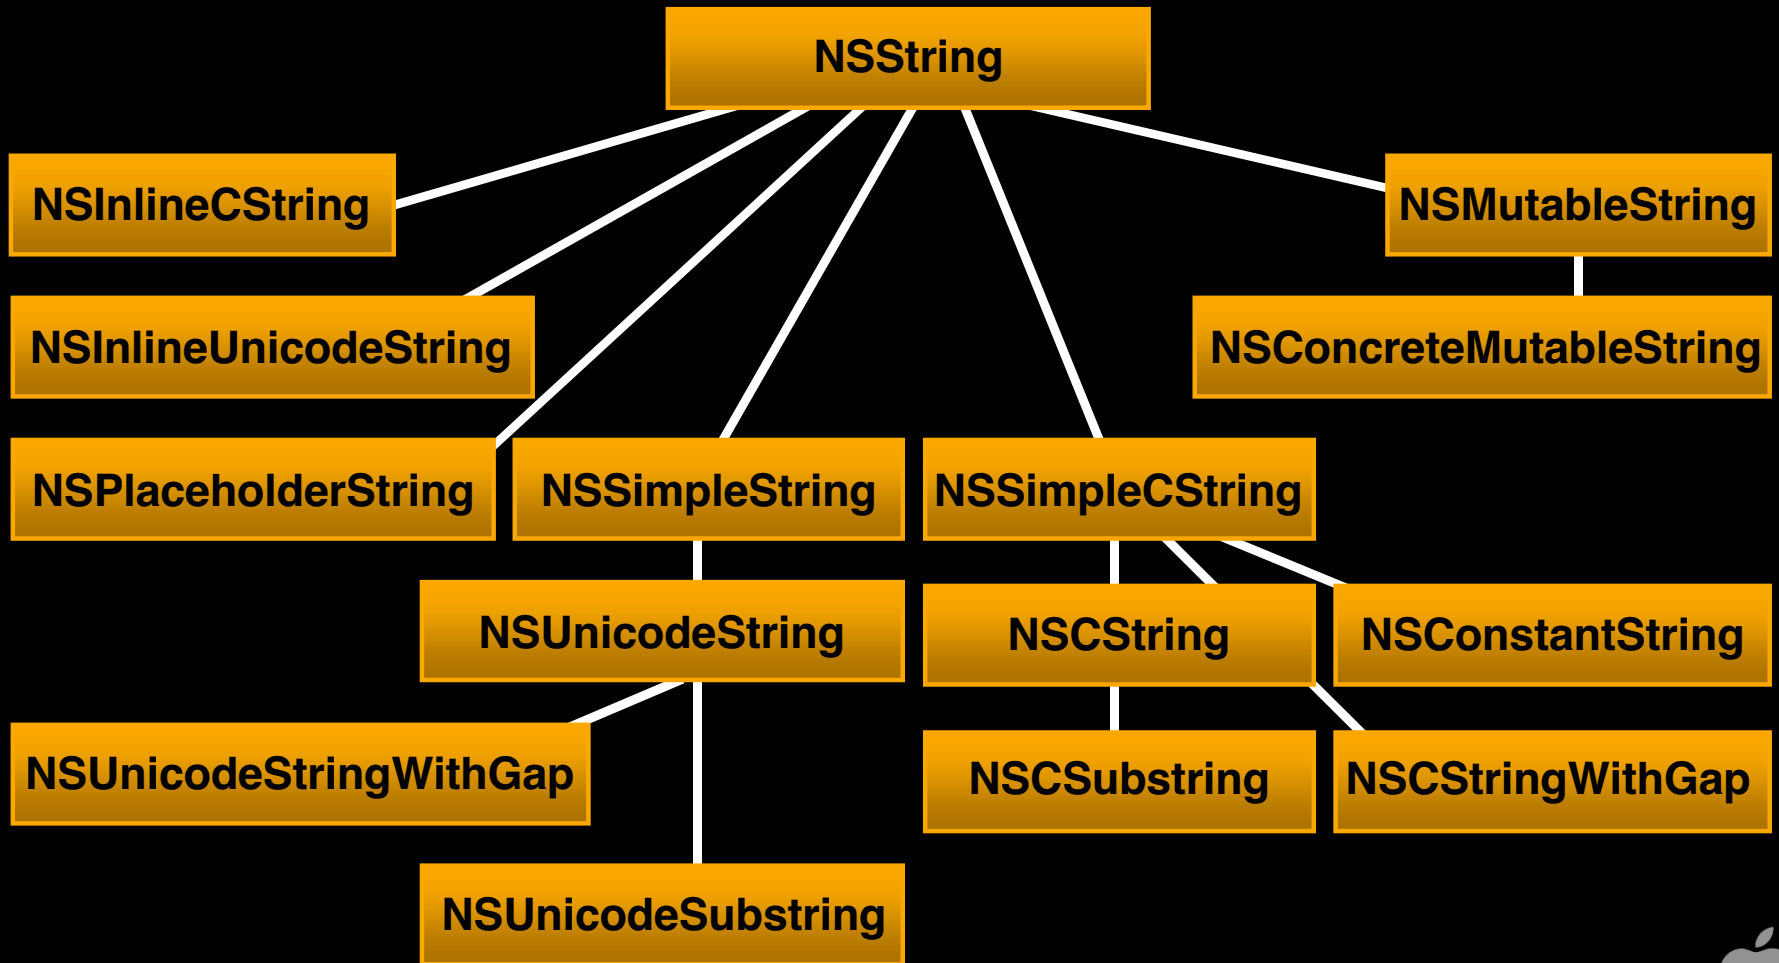 NSString
NSInlineCString
NSMutableString
NSInlineUnicodeString
NSConcreteMutableString
NSPlaceholderString
NSSimpleString
NSSimpleCString
NSUnicodeString
NSCString
NSConstantString
NSUnicodeStringWithGap
NSCSubstring
NSCStringWithGap
NSUnicodeSubstring